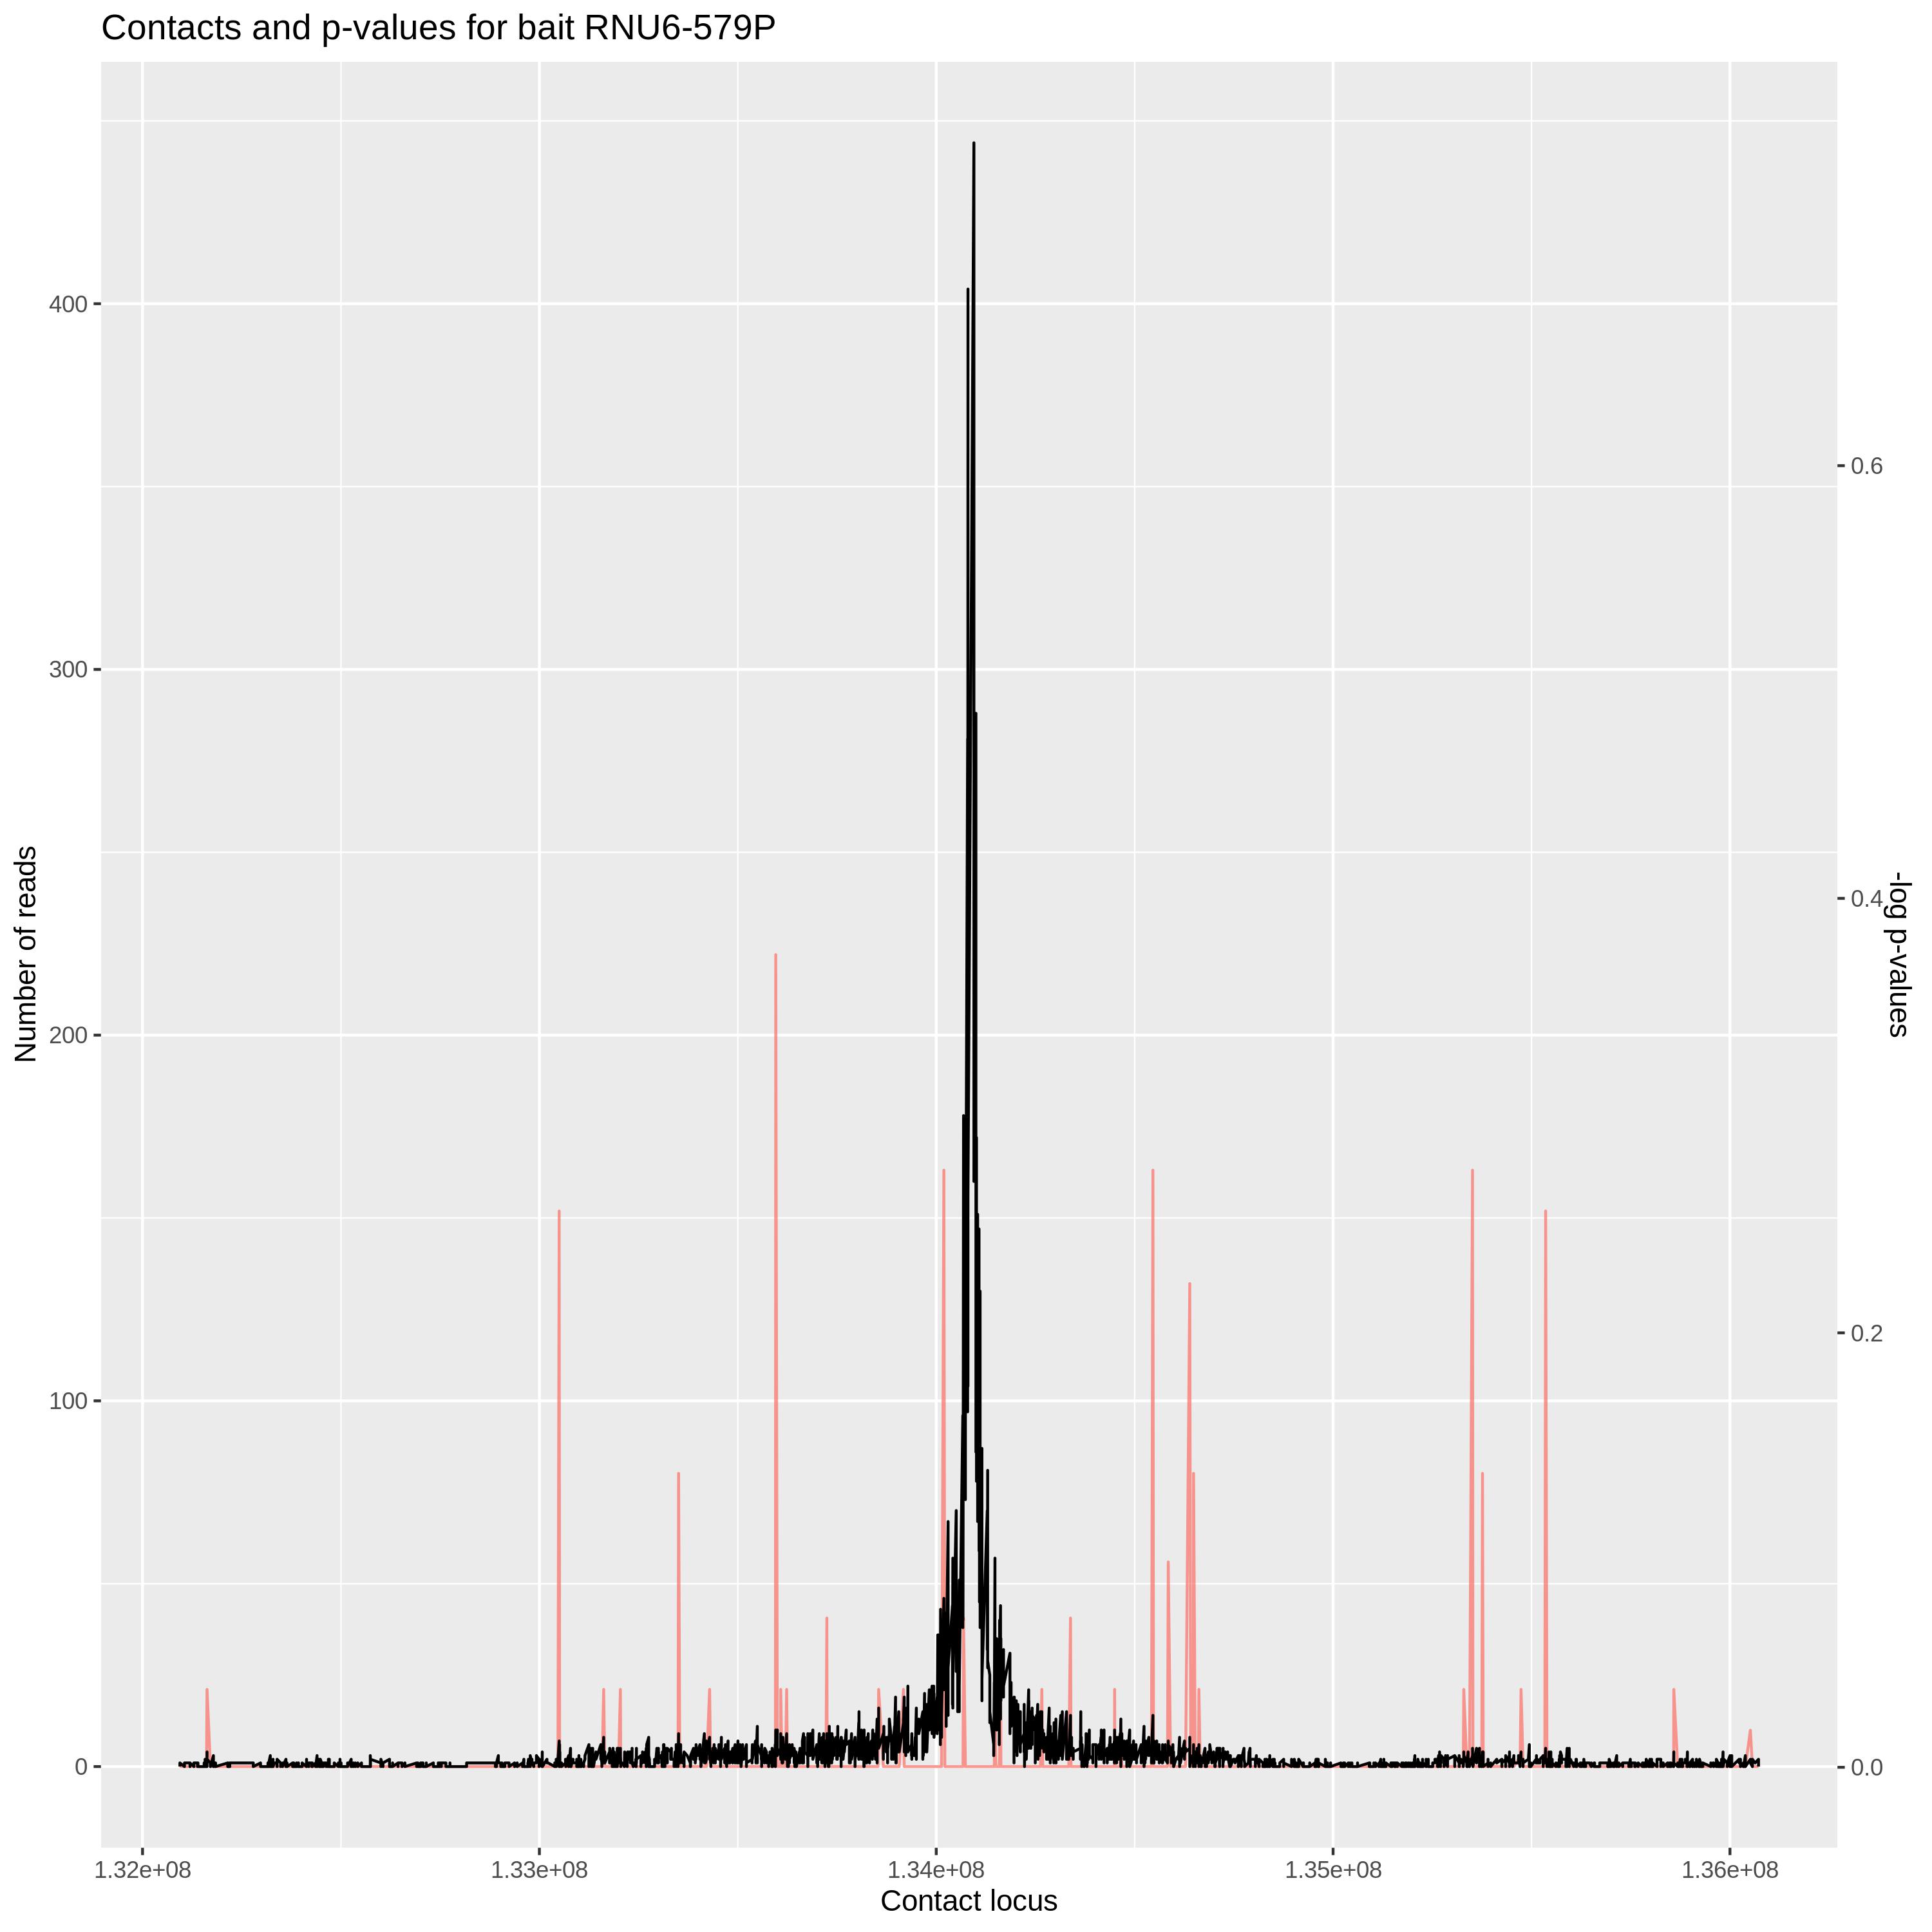 Contacts and p-values for bait RNU6-579P
Number of reads
400
300
200
100
0
0.6
0.4
0.2
0.0
-log p-values
1.32e+08
1.33e+08
1.34e+08
1.35e+08
1.36e+08
Contact locus